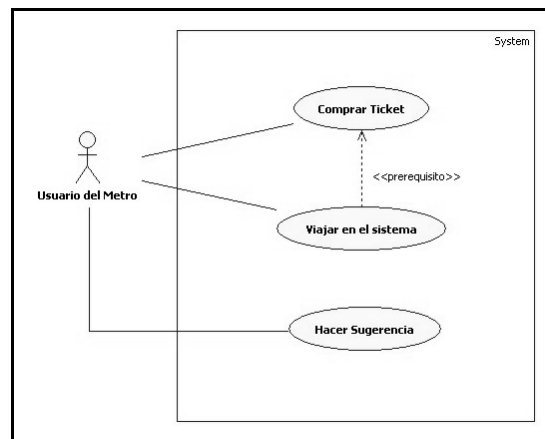 System
Comprar Ticket
<<prerequisito>>
Usuario del Metro
Viajar en el sistema
Hacer Sugerencia